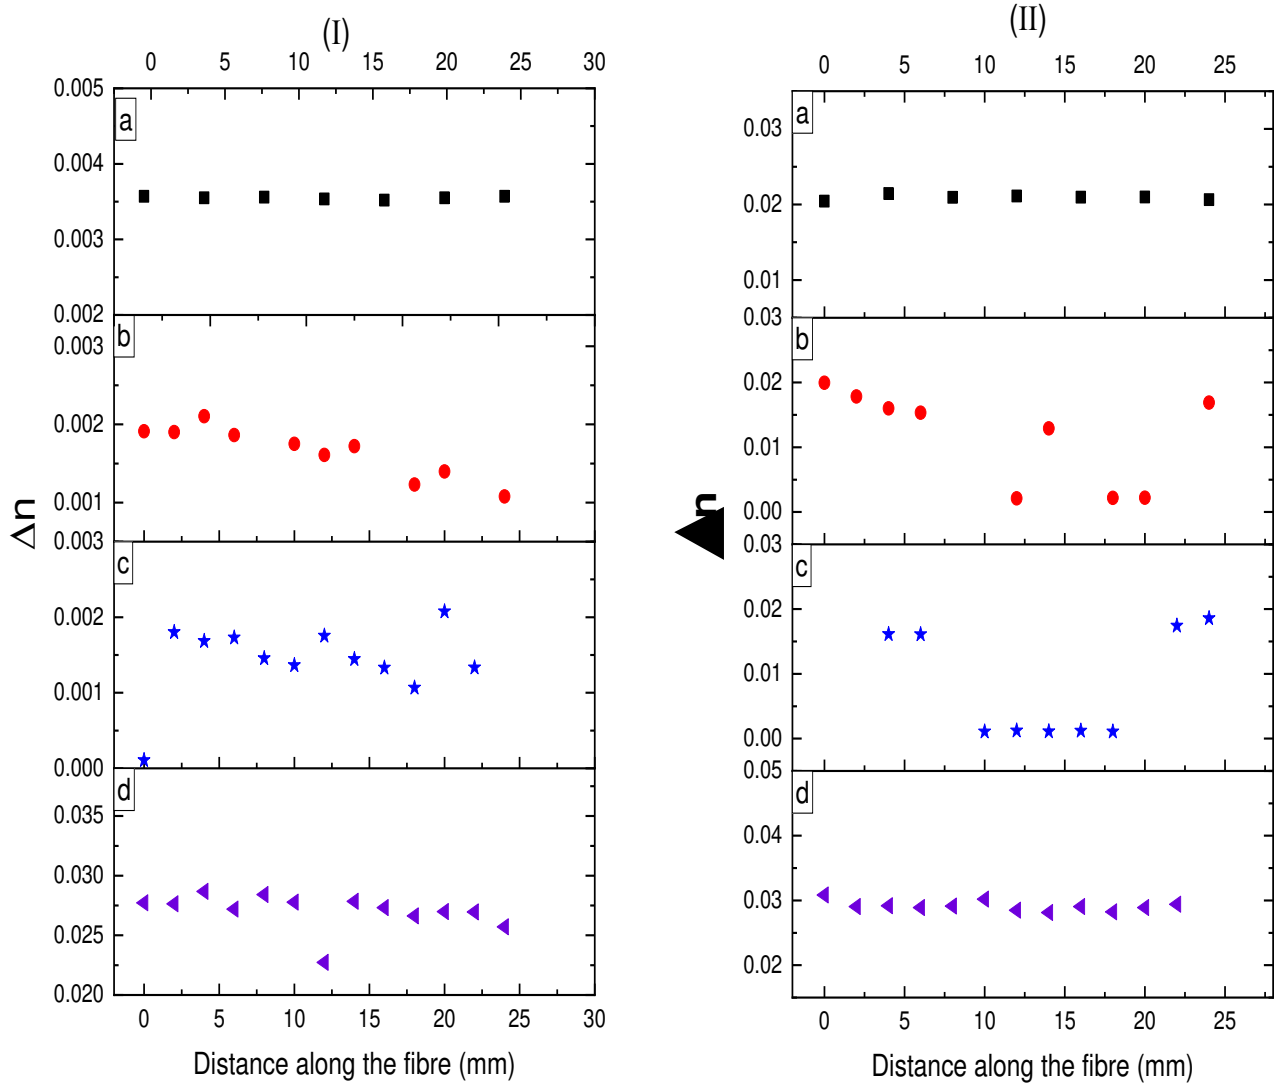 (I)
0 5 10 15 20 25 30
0.005
a
0.004
0.003
0.002
b
0.003
0.002
0.001
0.003
c
0.002
0.001
0.000
d
0.035
0.030
0.025
0.020
0 5 10 15 20 25 30
Distance along the fibre (mm)
Δn
(II)
0 5 10 15 20 25
a
0.03
0.02
0.01
0.03
b
0.02
0.01
0.00
0.03
c
0.02
0.01
0.00
0.05
d
0.04
0.03
0.02
0 5 10 15 20 25
Distance along the fibre (mm)
▲n